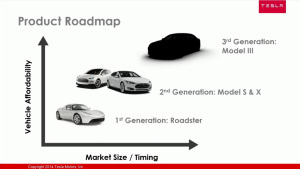 TESLA
Product Roadmap
3rd Generation:
Model III
2nd Generation: Model S & X
1st Generation: Roadster
Vehicle Affordability
Market Size / Timing
Copyright 2014 Tesla Motors, Inc.